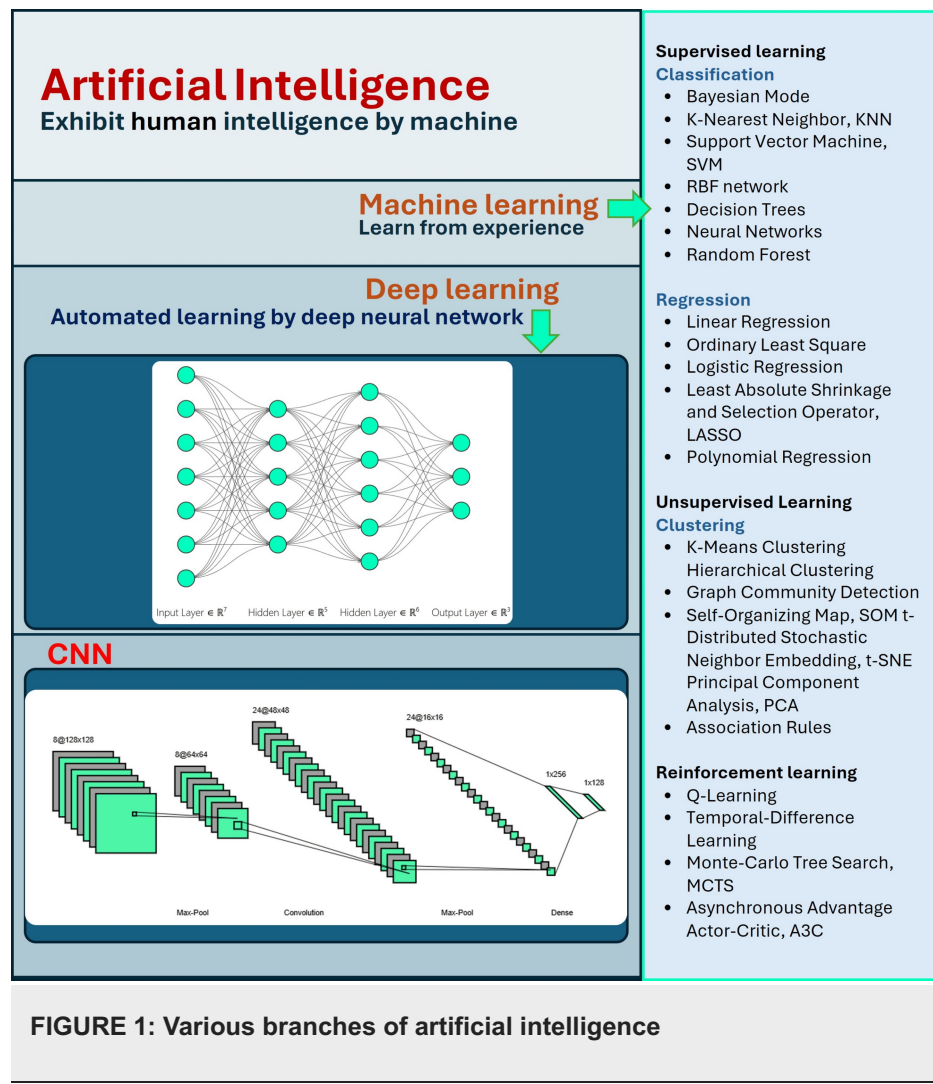 Artificial Intelligence
Exhibit human intelligence by machine
Machine learning
Learn from experience
Deep learning
Automated learning by deep neural network
Input Layer ∈ ℝ⁷
Hidden Layer ∈ ℝ⁵
Hidden Layer ∈ ℝ⁶
Output Layer ∈ ℝ³
CNN
8@128x128
8@64x64
24@48x48
24@16x16
1x256
1x128
Max-Pool
Convolution
Max-Pool
Dense
Supervised learning
Classification
• Bayesian Mode
• K-Nearest Neighbor, KNN
• Support Vector Machine,
SVM
• RBF network
• Decision Trees
• Neural Networks
• Random Forest
Regression
• Linear Regression
• Ordinary Least Square
• Logistic Regression
• Least Absolute Shrinkage
and Selection Operator,
LASSO
• Polynomial Regression
Unsupervised Learning
Clustering
• K-Means Clustering
Hierarchical Clustering
• Graph Community Detection
• Self-Organizing Map, SOM t-
Distributed Stochastic
Neighbor Embedding, t-SNE
Principal Component
Analysis, PCA
• Association Rules
Reinforcement learning
• Q-Learning
• Temporal-Difference
Learning
• Monte-Carlo Tree Search,
MCTS
• Asynchronous Advantage
Actor-Critic, A3C
FIGURE 1: Various branches of artificial intelligence